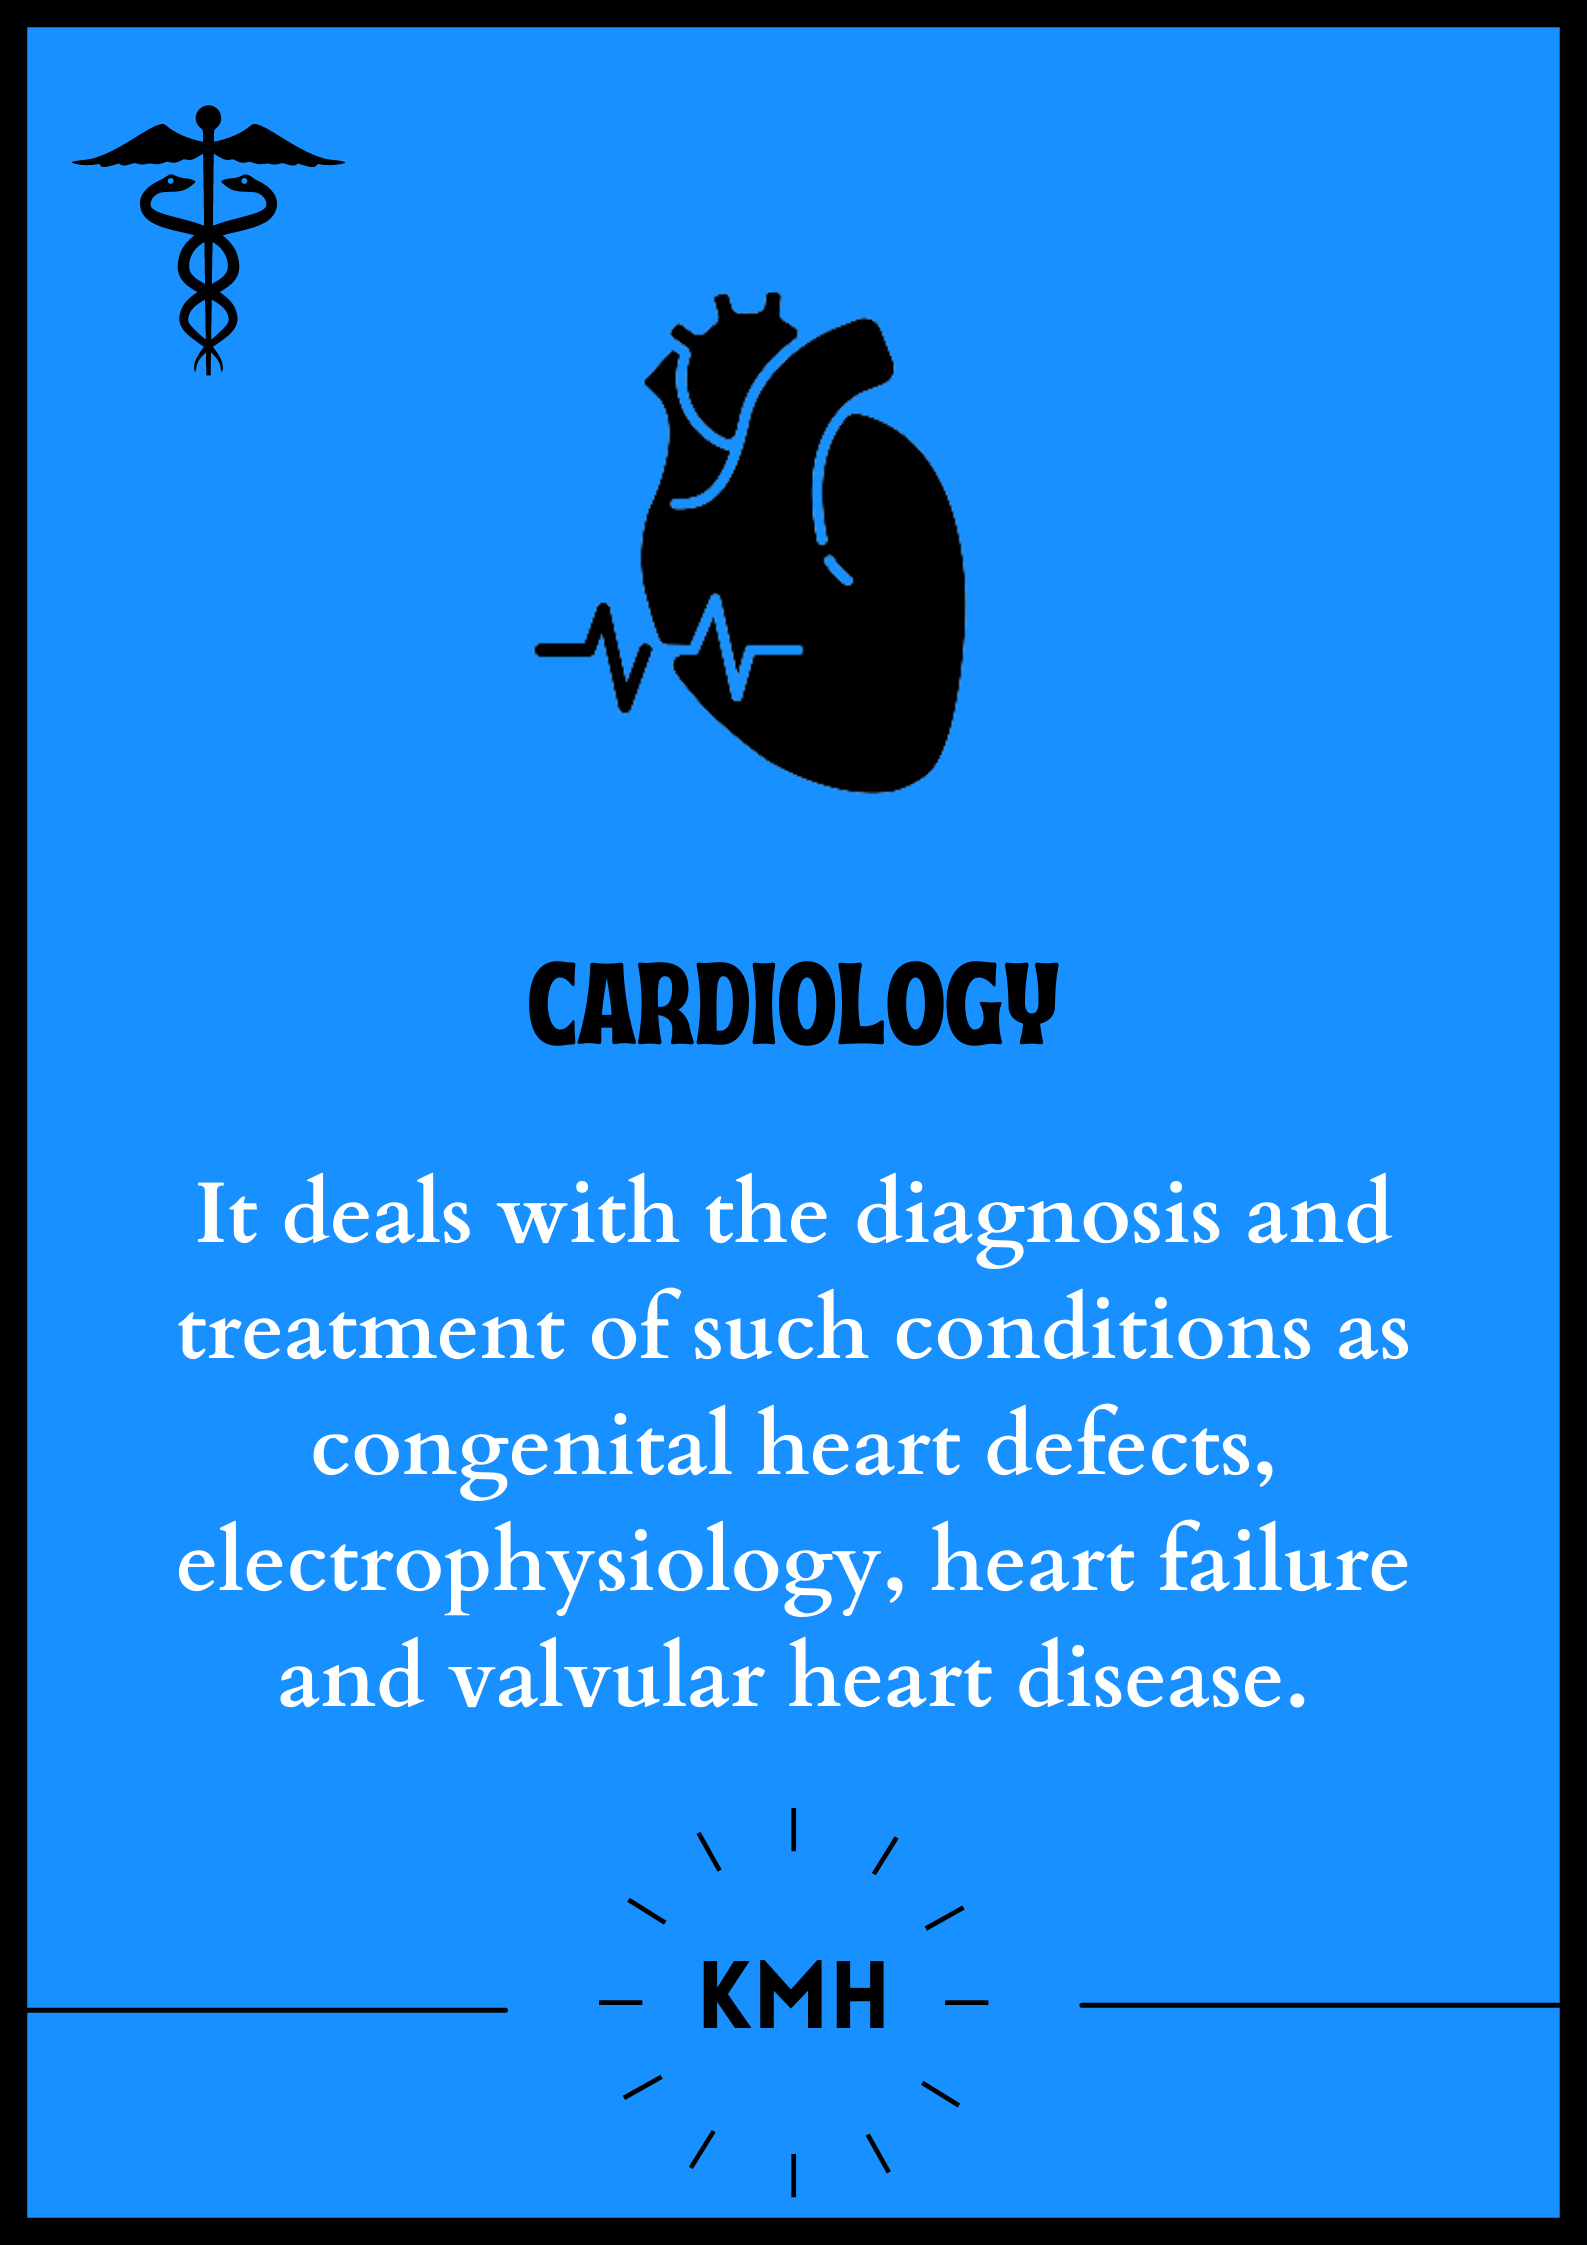 CARDIOLOGY
It deals with the diagnosis and
treatment of such conditions as
congenital heart defects,
electrophysiology, heart failure
and valvular heart disease.
KMH